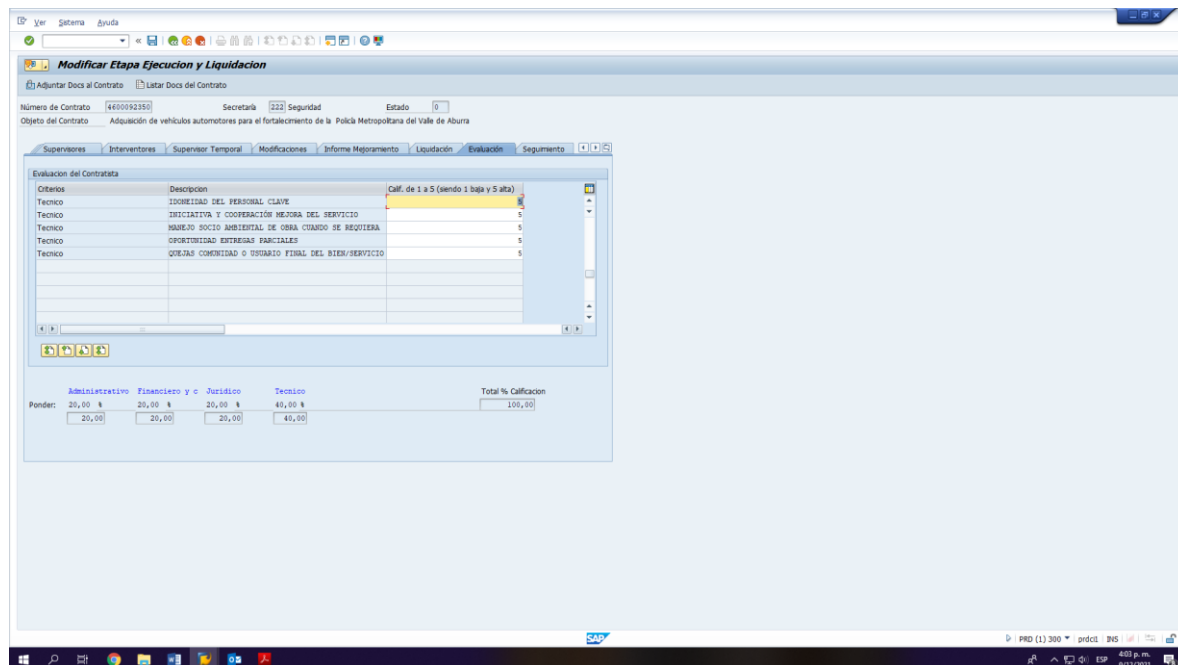 Ver Sistema Ayuda
Modificar Etapa Ejecucion y Liquidacion
Adjuntar Docs al Contrato Listar Docs del Contrato
Número de Contrato 4600092350 Secretaría 222 Seguridad Estado 0
Objeto del Contrato Adquisición de vehículos automotores para el fortalecimiento de la Policía Metropolitana del Valle de Aburra
Supervisores Interventores Supervisor Temporal Modificaciones Informe Mejoramiento Liquidación Evaluación Seguimiento
Evaluacion del Contratista
Criterios Descripcion Calif. de 1 a 5 (siendo 1 baja y 5 alta)
Tecnico IDONEIDAD DEL PERSONAL CLAVE 5
Tecnico INICIATIVA Y COOPERACIÓN MEJORA DEL SERVICIO 5
Tecnico MANEJO SOCIO AMBIENTAL DE OBRA CUANDO SE REQUIERA 5
Tecnico OPORTUNIDAD ENTREGAS PARCIALES 5
Tecnico QUEJAS COMUNIDAD O USUARIO FINAL DEL BIEN/SERVICIO 5
Administrativo Financiero y c Juridico Tecnico Total % Calificacion
Ponder: 20,00 % 20,00 % 20,00 % 40,00 % 100,00
20,00 20,00 20,00 40,00
SAP
PRD (1) 300 prdci1 INS
ESP 4:03 p. m.
9/12/2021